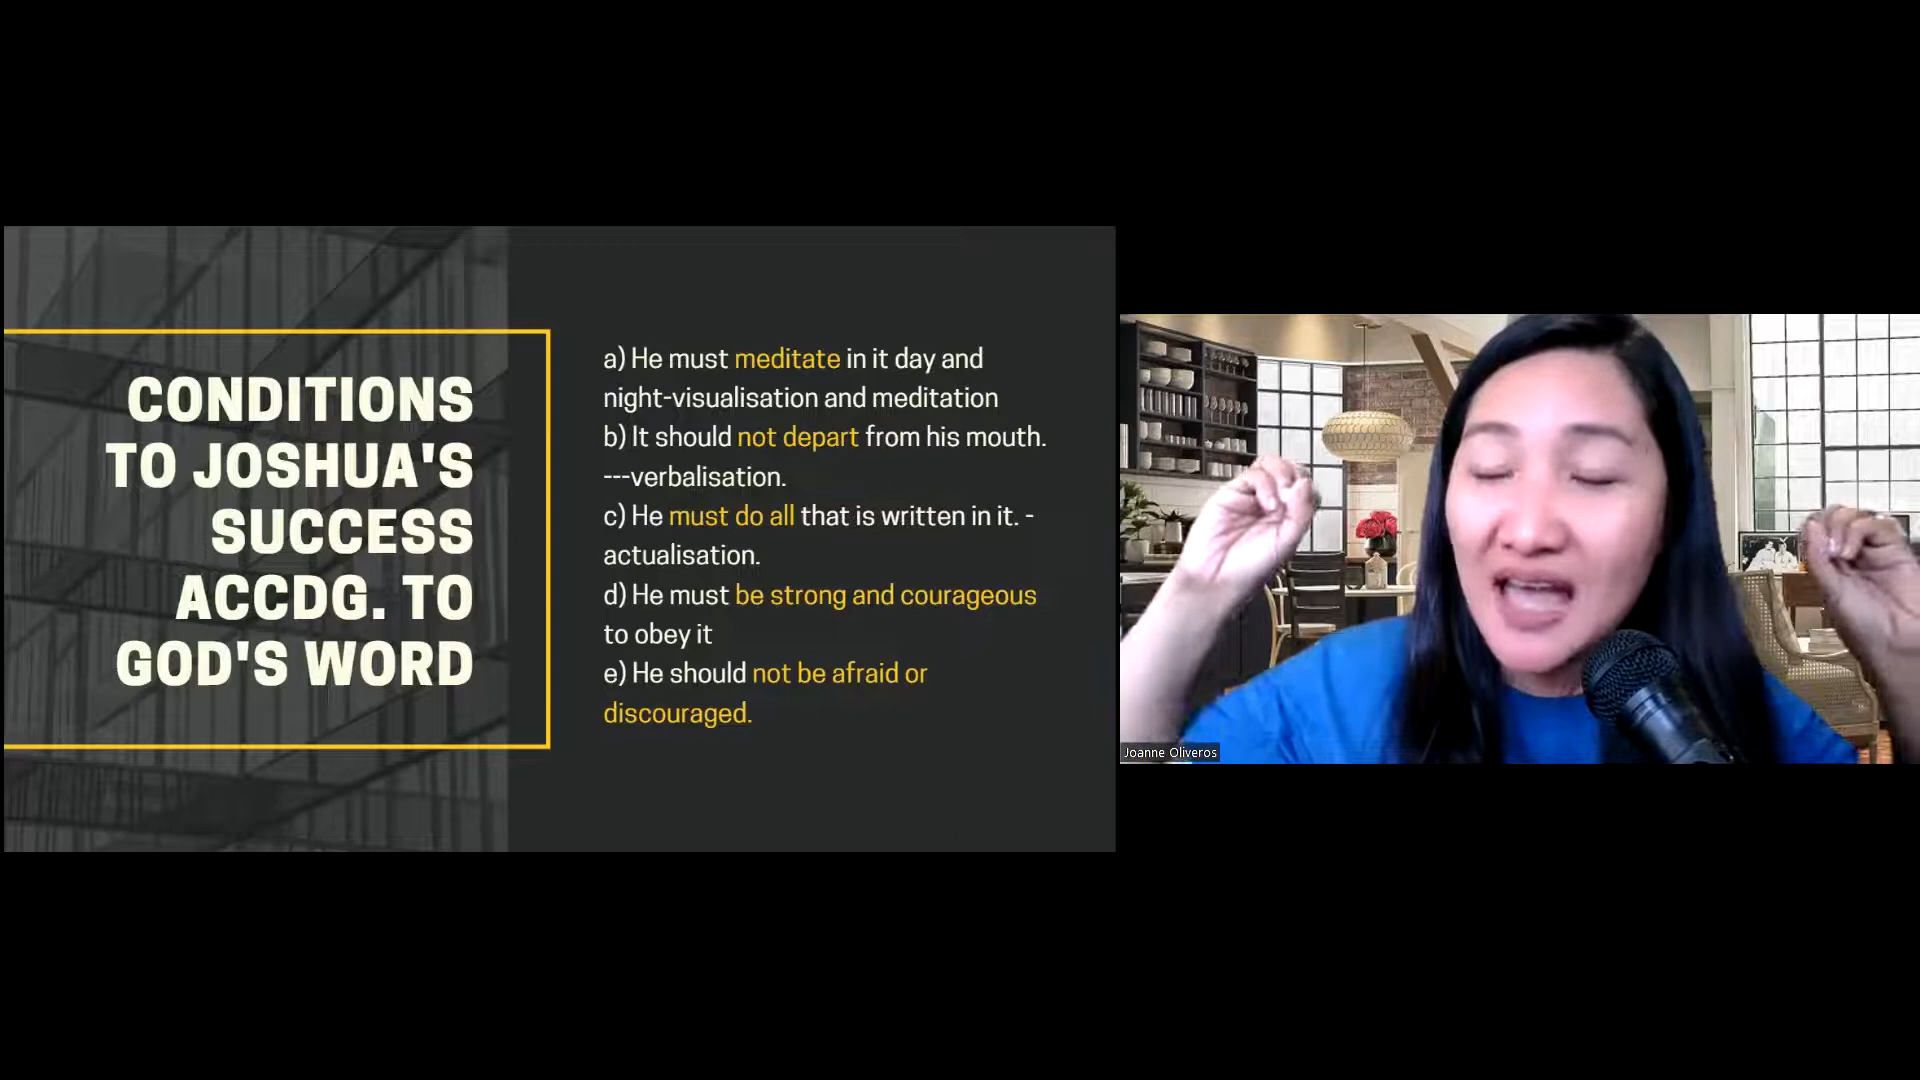 CONDITIONS
TO JOSHUA'S
SUCCESS
ACCDG. TO
GOD'S WORD
a) He must meditate in it day and
night-visualisation and meditation
b) It should not depart from his mouth.
---verbalisation.
c) He must do all that is written in it. -
actualisation.
d) He must be strong and courageous
to obey it
e) He should not be afraid or
discouraged.
Joanne Oliveros